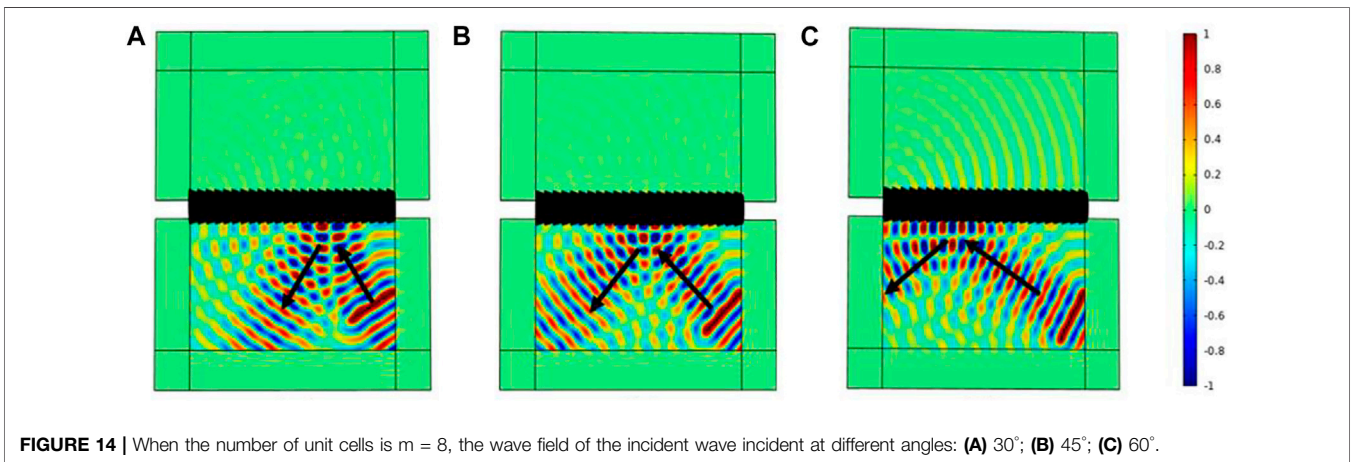 A
B
C
1
0.8
0.6
0.4
0.2
0
-0.2
-0.4
-0.6
-0.8
-1
FIGURE 14 | When the number of unit cells is m = 8, the wave field of the incident wave incident at different angles: (A) 30°; (B) 45°; (C) 60°.